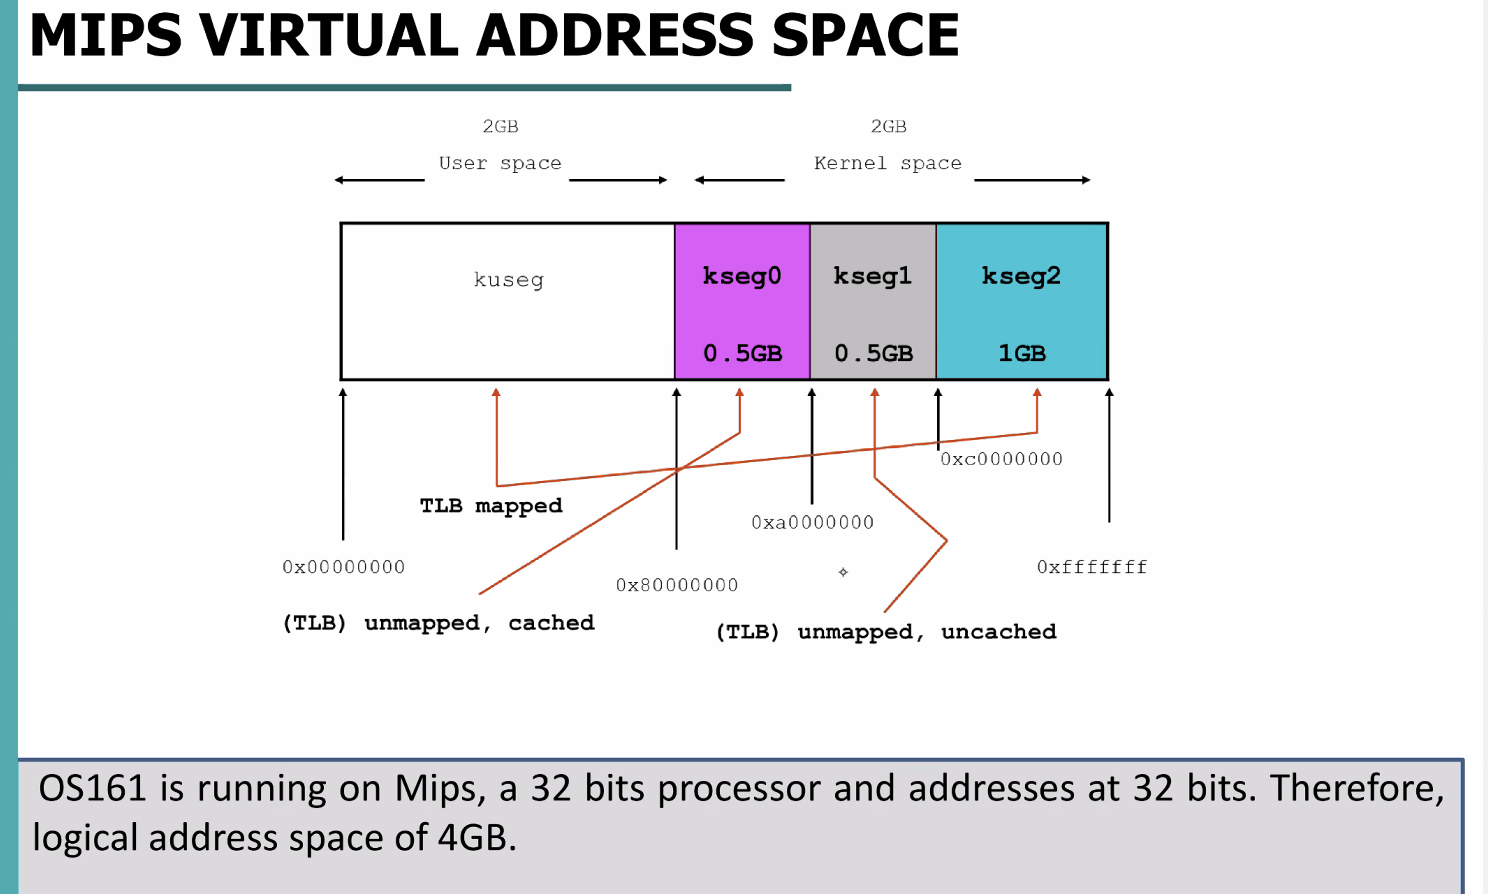 MIPS VIRTUAL ADDRESS SPACE
2GB
2GB
User space
Kernel space
kuseg
kseg0
kseg1
kseg2
0.5GB
0.5GB
1GB
0xc0000000
TLB mapped
0xa0000000
0x00000000
0x80000000
0xfffffff
(TLB) unmapped, cached
(TLB) unmapped, uncached
OS161 is running on Mips, a 32 bits processor and addresses at 32 bits. Therefore,
logical address space of 4GB.